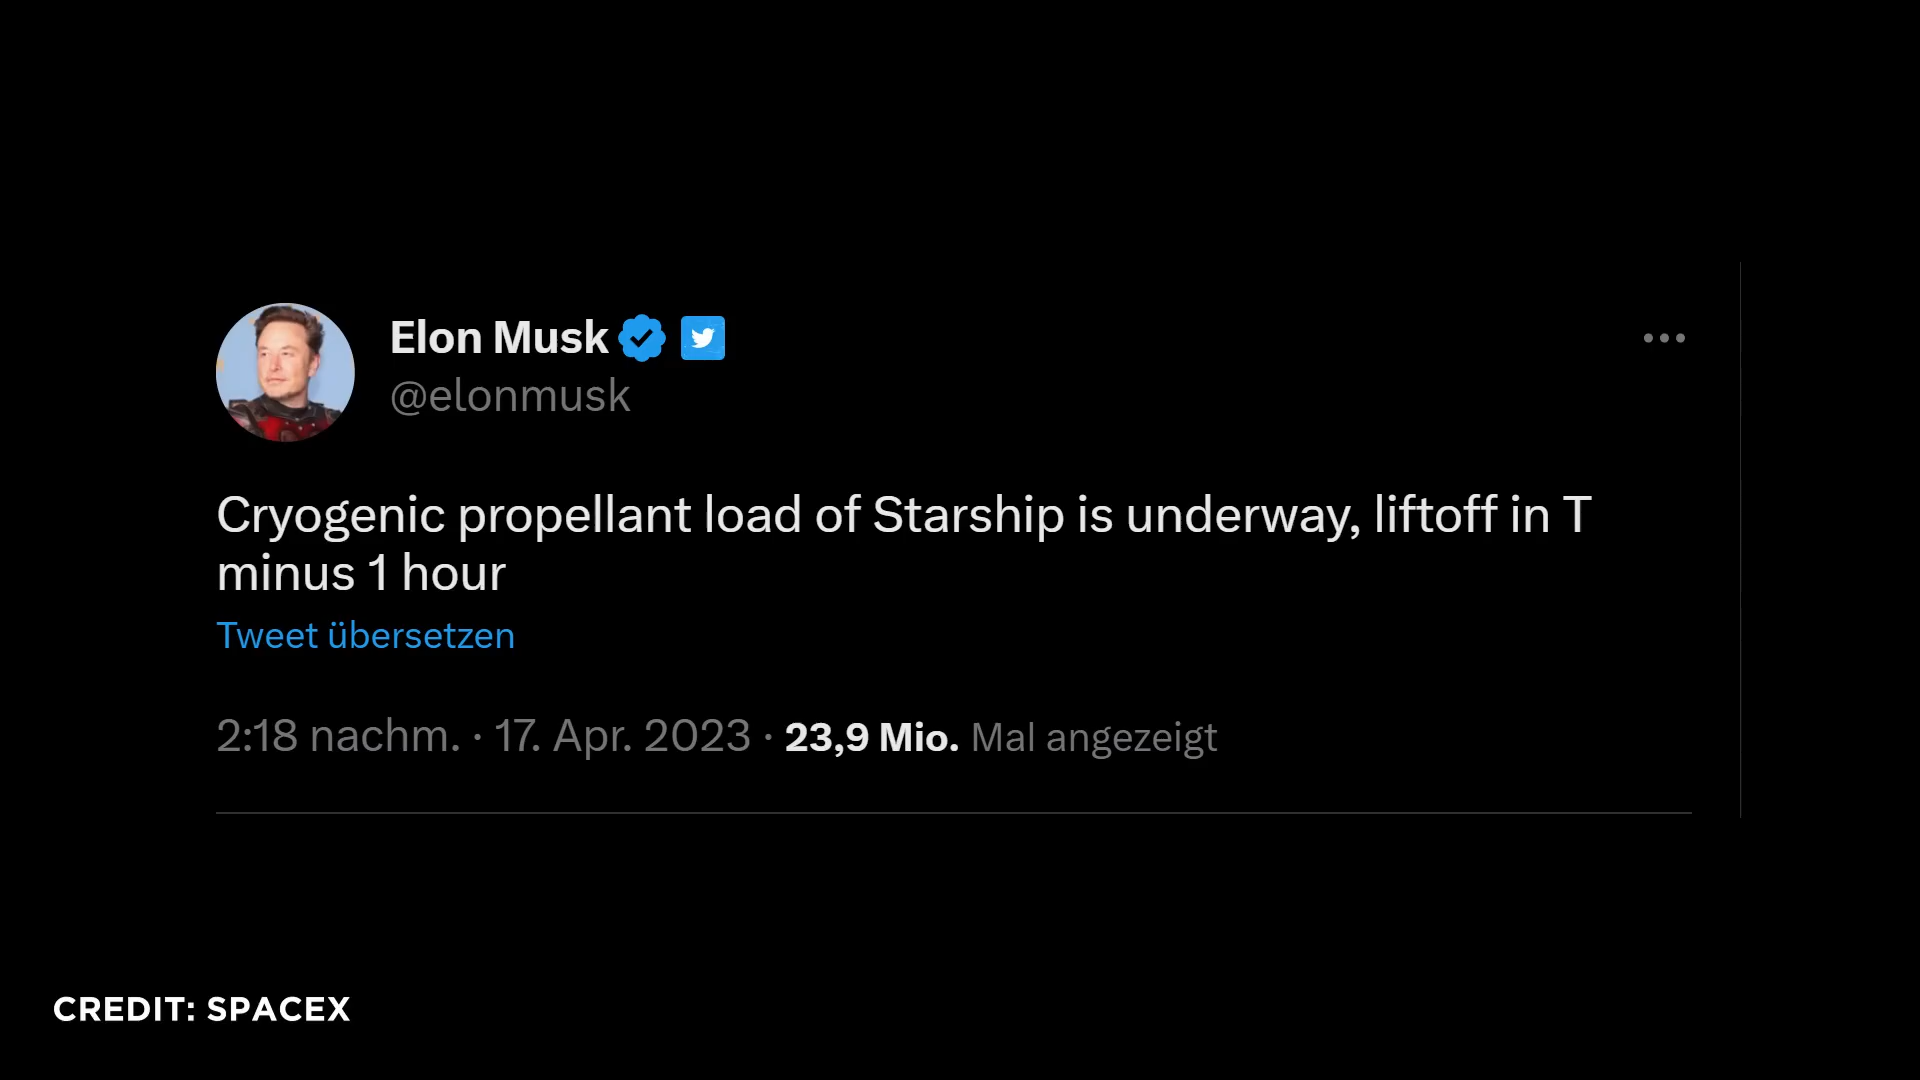 Elon Musk
@elonmusk
Cryogenic propellant load of Starship is underway, liftoff in T
minus 1 hour
Tweet übersetzen
2:18 nachm. · 17. Apr. 2023 · 23,9 Mio. Mal angezeigt
CREDIT: SPACEX